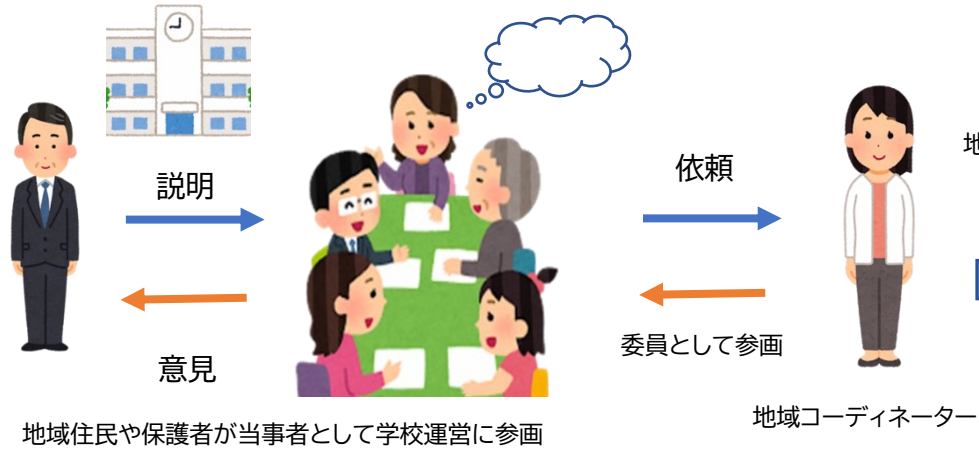 説明
依頼
地
意見
委員として参画
地域コーディネーター
地域住民や保護者が当事者として学校運営に参画